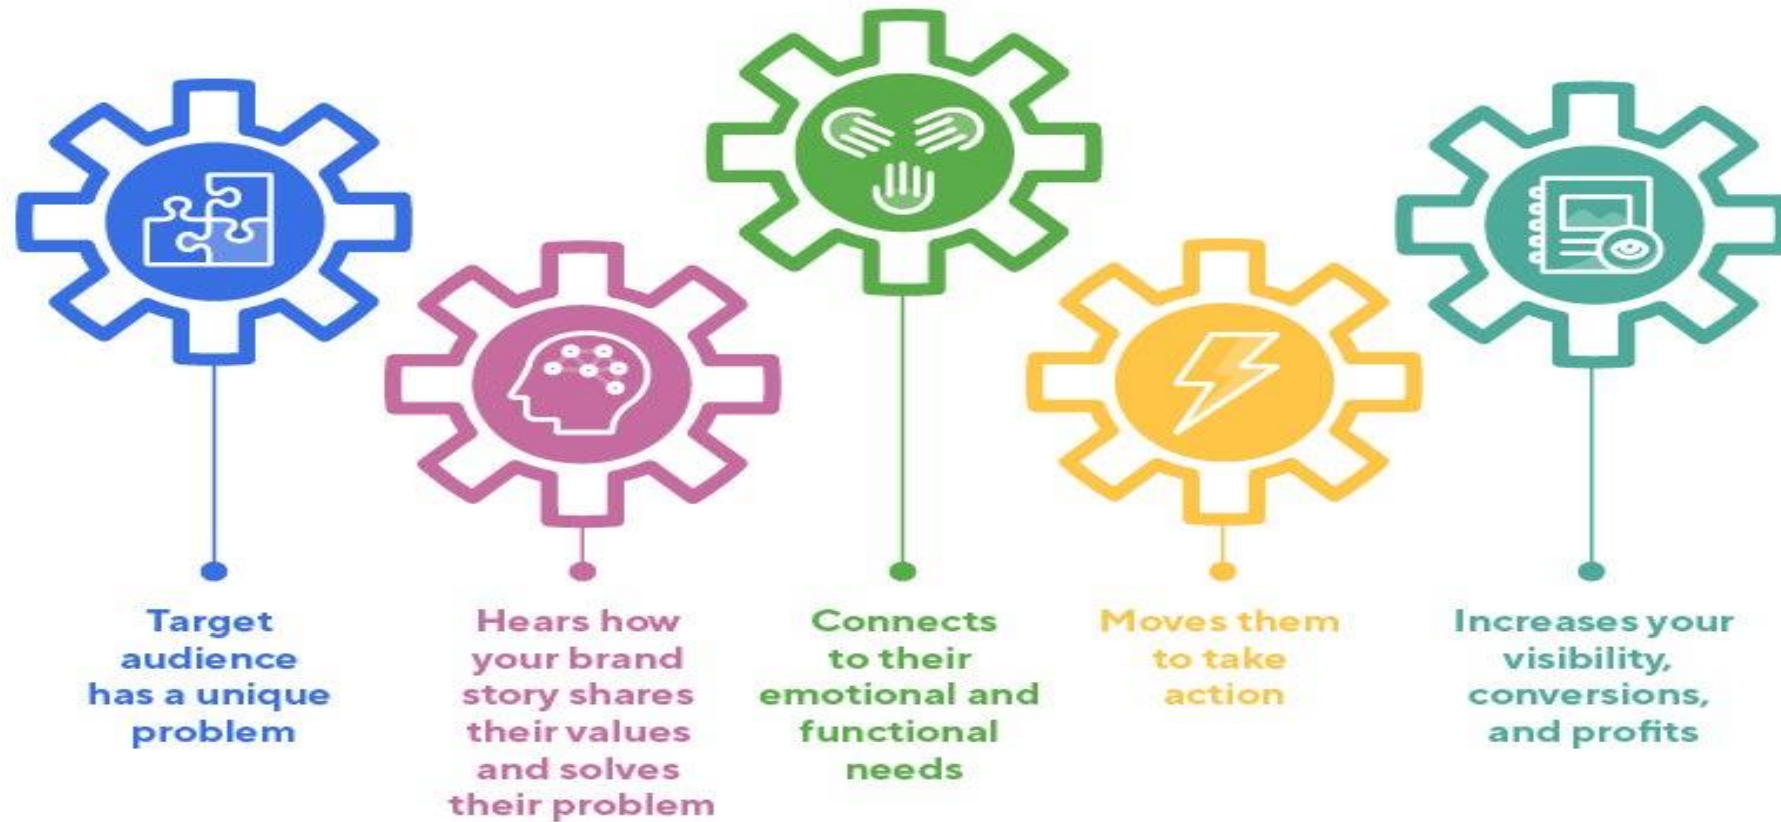 Target
audience
has a unique
problem
Hears how
your brand
story shares
their values
and solves
their problem
Connects
to their
emotional and
functional
needs
Moves them
to take
action
Increases your
visibility,
conversions,
and profits